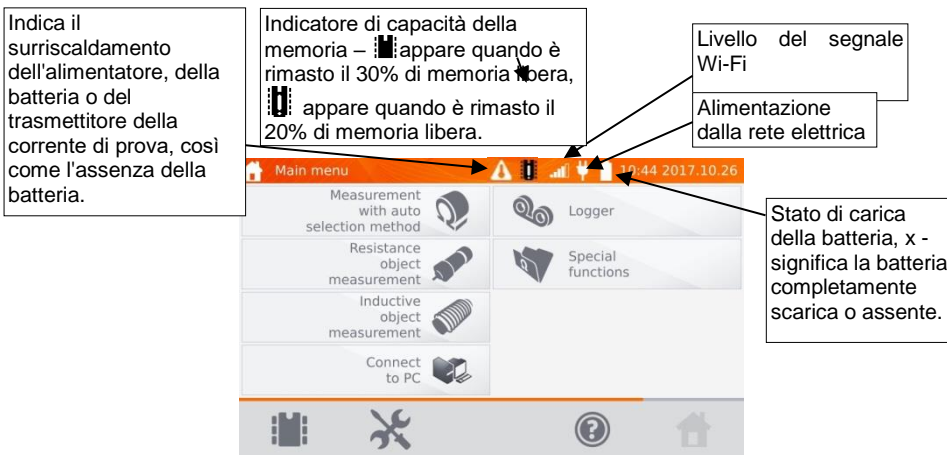 Indica il
surriscaldamento
dell'alimentatore, della
batteria o del
trasmettitore della
corrente di prova, così
come l'assenza della
batteria.
Indicatore di capacità della
memoria – appare quando è
rimasto il 30% di memoria libera,
appare quando è rimasto il
20% di memoria libera.
Livello del segnale
Wi-Fi
Alimentazione
dalla rete elettrica
Main menu
:44 2017.10.26
Measurement
with auto
selection method
Logger
Resistance
object
measurement
Special
functions
Inductive
object
measurement
Connect
to PC
Stato di carica
della batteria, x -
significa la batteria
completamente
scarica o assente.